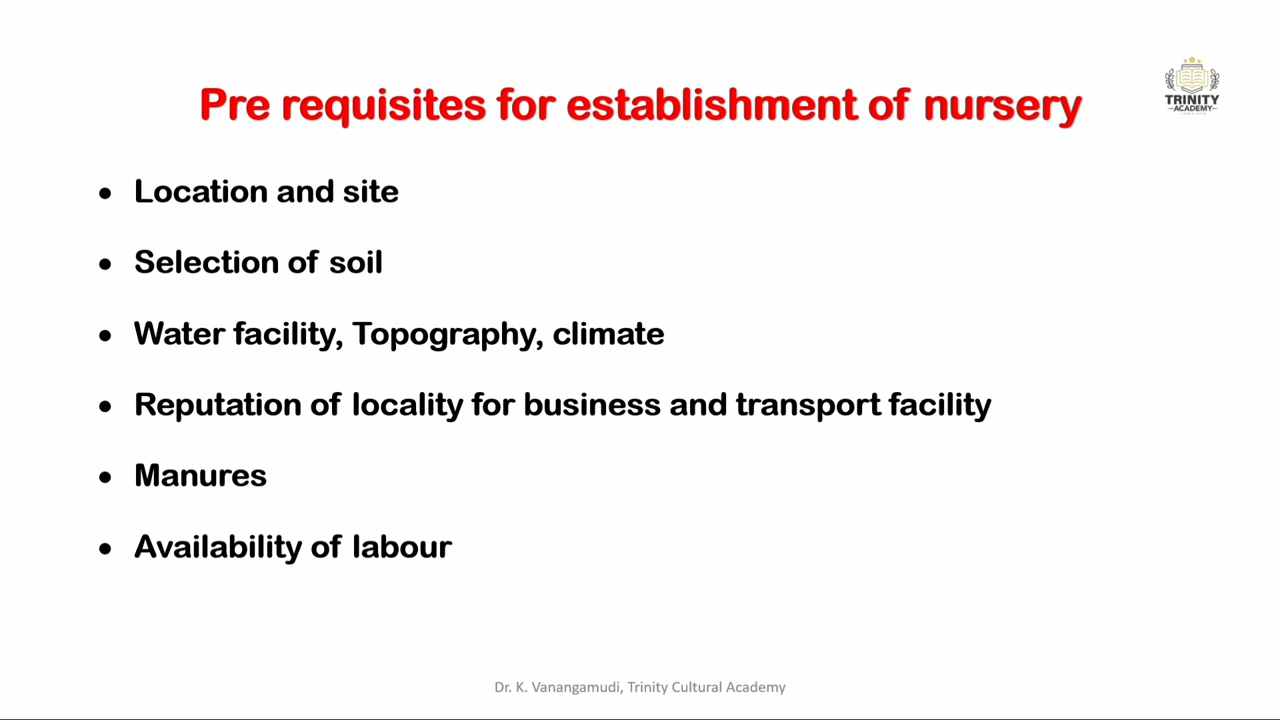 Pre requisites for establishment of nursery
TRINITY
ACADEMY
• Location and site
• Selection of soil
• Water facility, Topography, climate
• Reputation of locality for business and transport facility
• Manures
• Availability of labour
Dr. K. Vanangamudi, Trinity Cultural Academy